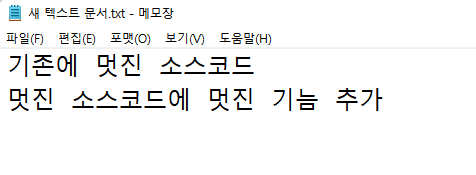 새 텍스트 문서.txt - 메모장
파일(F) 편집(E) 포맷(O) 보기(V) 도움말(H)
기존에 멋진 소스코드
멋진 소스코드에 멋진 기늠 추가